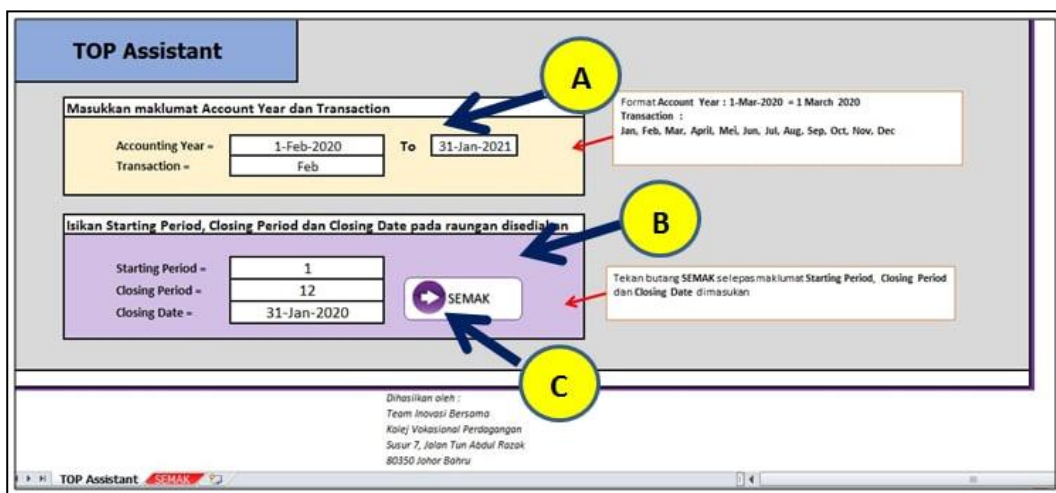 TOP Assistant
A
Masukkan maklumat Account Year dan Transaction
Format Account Year : 1-Mar-2020 = 1 March 2020
Transaction :
Jan, Feb, Mar, April, Mei, Jun, Jul, Aug, Sep, Oct, Nov, Dec
Accounting Year = 1-Feb-2020 To 31-Jan-2021
Transaction = Feb
B
Isikan Starting Period, Closing Period dan Closing Date pada raungan disediakan
Starting Period = 1
Closing Period = 12
Closing Date = 31-Jan-2020
SEMAK
Tekan butang SEMAK selepas maklumat Starting Period, Closing Period
dan Closing Date dimasukan
C
Dihasilkan oleh :
Team Inovasi Bersama
Kolej Vokasional Perdagangan
Susur 7, Jalan Tun Abdul Razak
80350 Johor Bahru
TOP Assistant SEMAK